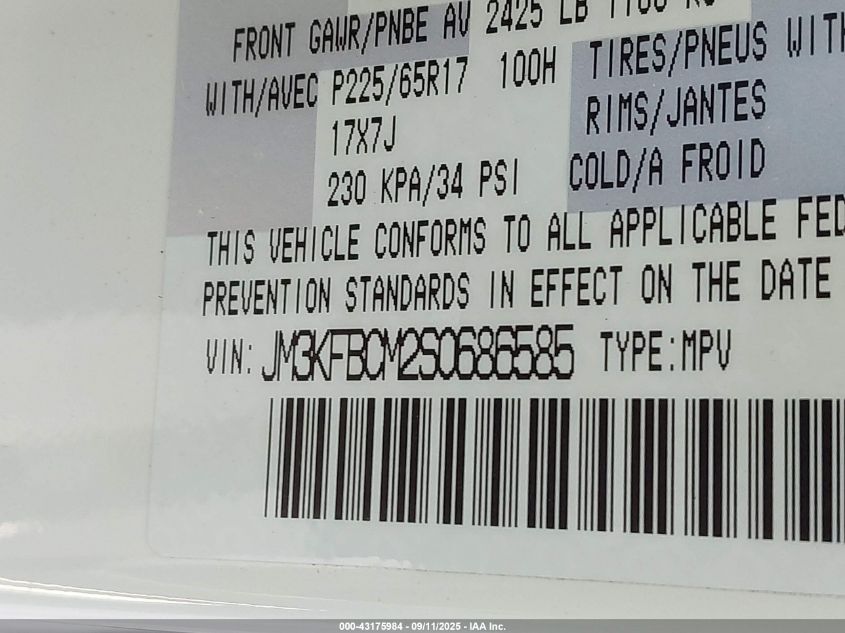 FRONT GAWR/PNBE AV 2425 LB 1100 KG
WITH/AVEC P225/65R17 100H TIRES/PNEUS WITH
17X7J RIMS/JANTES
230 KPA/34 PSI COLD/A FROID
THIS VEHICLE CONFORMS TO ALL APPLICABLE FED
PREVENTION STANDARDS IN EFFECT ON THE DATE
VIN: JM3KFBCM2S0686585 TYPE:MPV
000-43175984 - 09/11/2025 - IAA Inc.